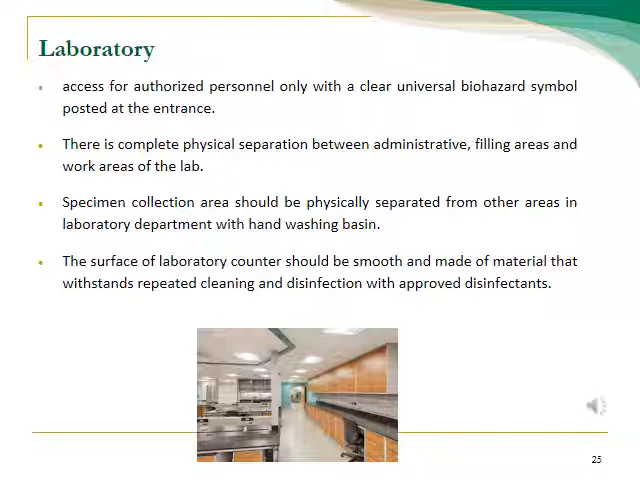 Laboratory
access for authorized personnel only with a clear universal biohazard symbol
posted at the entrance.
There is complete physical separation between administrative, filling areas and
work areas of the lab.
Specimen collection area should be physically separated from other areas in
laboratory department with hand washing basin.
The surface of laboratory counter should be smooth and made of material that
withstands repeated cleaning and disinfection with approved disinfectants.
25